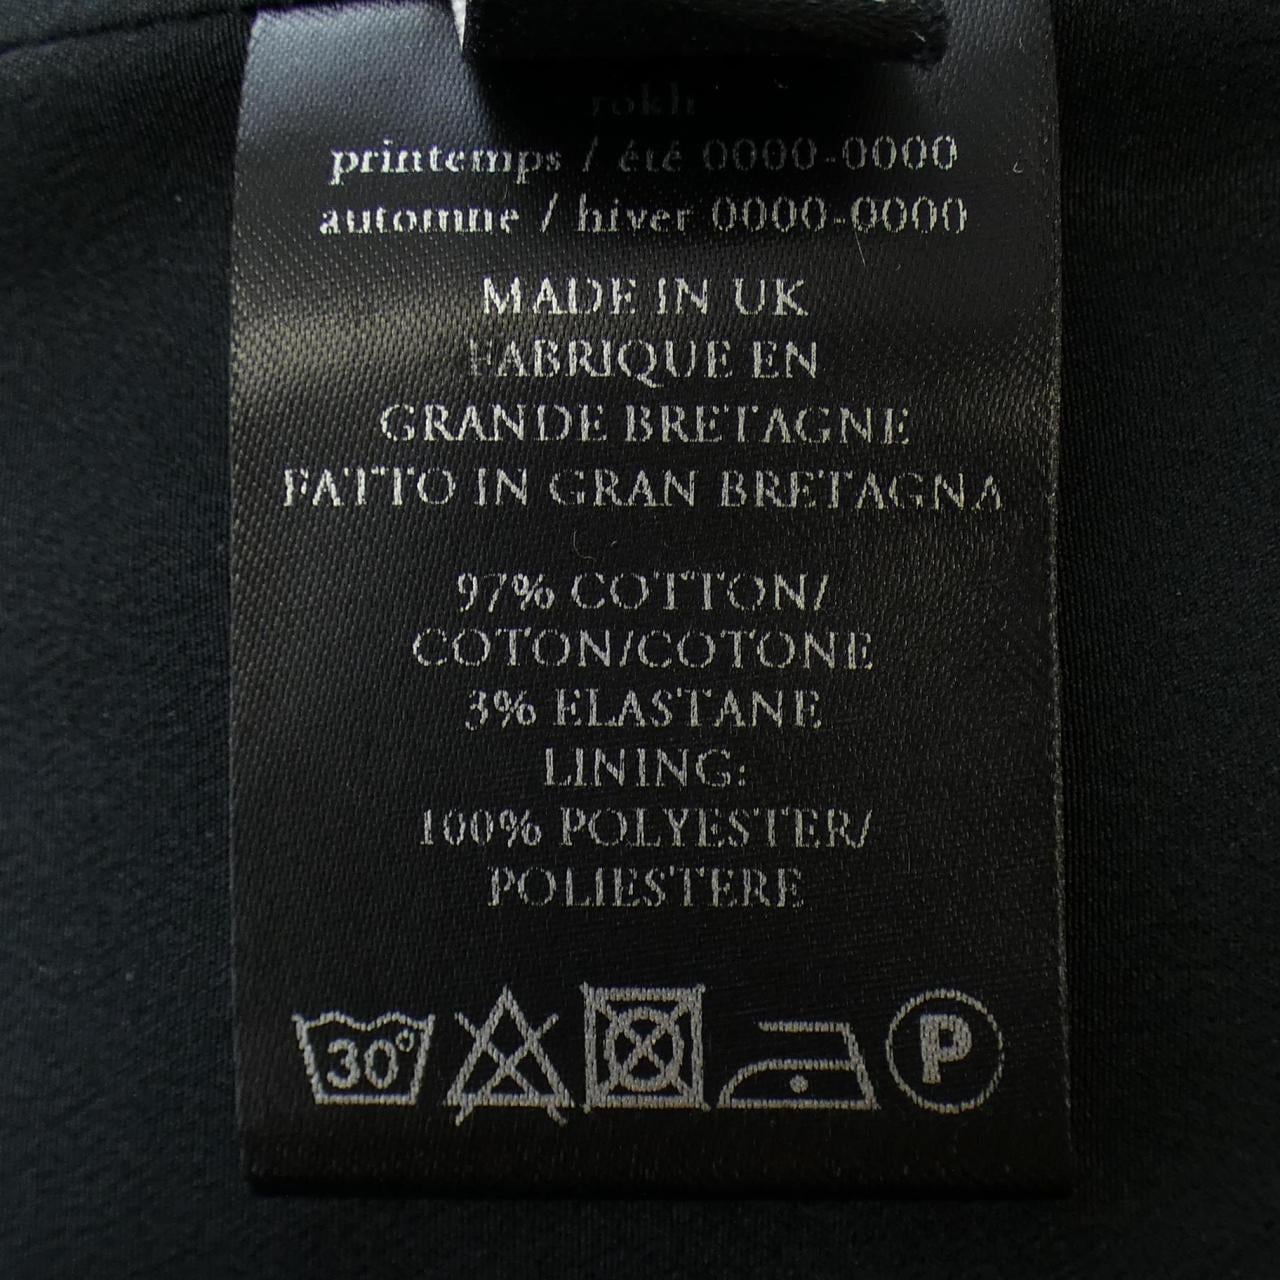 rokh
printemps / été 0000-0000
automne / hiver 0000-0000
MADE IN UK
FABRIQUE EN
GRANDE BRETAGNE
FATTO IN GRAN BRETAGNA
97% COTTON/
COTON/COTONE
3% ELASTANE
LINING:
100% POLYESTER/
POLIESTERE
30° P